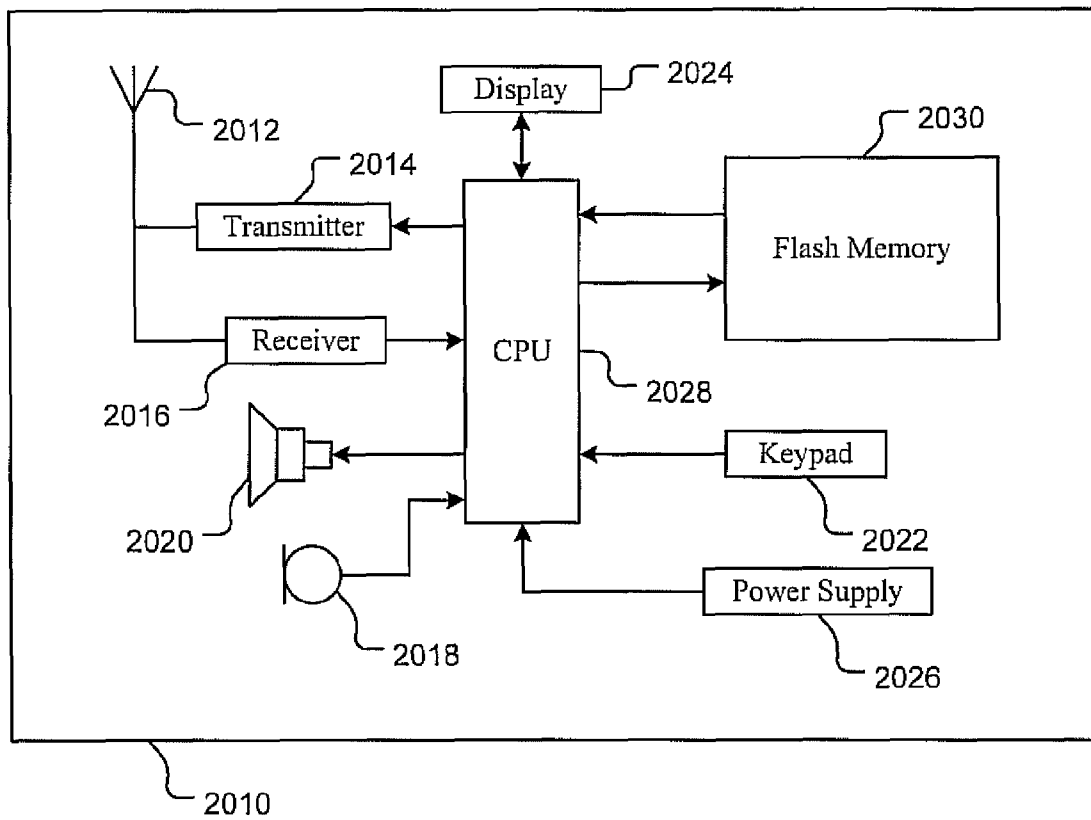 2012
Display
2024
2030
2014
Transmitter
Flash Memory
Receiver
CPU
2016
2028
Keypad
2020
2022
2018
Power Supply
2026
2010